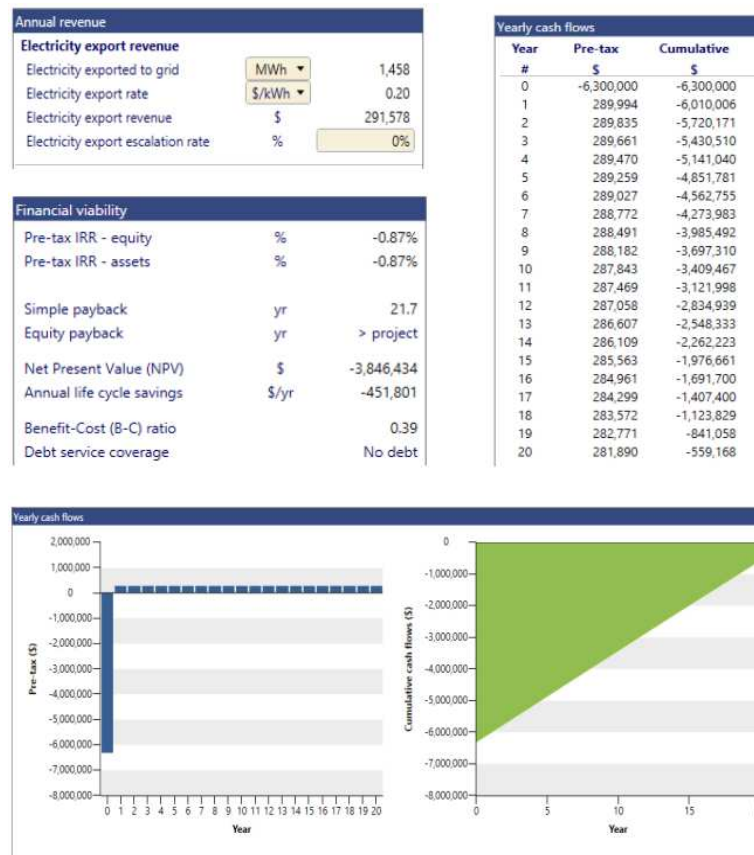 Annual revenue
Electricity export revenue
Electricity exported to grid MWh 1,458
Electricity export rate $/kWh 0.20
Electricity export revenue $ 291,578
Electricity export escalation rate % 0%
Financial viability
Pre-tax IRR - equity % -0.87%
Pre-tax IRR - assets % -0.87%
Simple payback yr 21.7
Equity payback yr > project
Net Present Value (NPV) $ -3,846,434
Annual life cycle savings $/yr -451,801
Benefit-Cost (B-C) ratio 0.39
Debt service coverage No debt
Yearly cash flows
Year Pre-tax Cumulative
# $ $
0 -6,300,000 -6,300,000
1 289,994 -6,010,006
2 289,835 -5,720,171
3 289,661 -5,430,510
4 289,470 -5,141,040
5 289,259 -4,851,781
6 289,027 -4,562,755
7 288,772 -4,273,983
8 288,491 -3,985,492
9 288,182 -3,697,310
10 287,843 -3,409,467
11 287,469 -3,121,998
12 287,058 -2,834,939
13 286,607 -2,548,333
14 286,109 -2,262,223
15 285,563 -1,976,661
16 284,961 -1,691,700
17 284,299 -1,407,400
18 283,572 -1,123,829
19 282,771 -841,058
20 281,890 -559,168
Yearly cash flows
2,000,000
1,000,000
0
-1,000,000
-2,000,000
-3,000,000
-4,000,000
-5,000,000
-6,000,000
-7,000,000
-8,000,000
Pre-tax ($)
0 1 2 3 4 5 6 7 8 9 10 11 12 13 14 15 16 17 18 19 20
Year
0
-1,000,000
-2,000,000
-3,000,000
-4,000,000
-5,000,000
-6,000,000
-7,000,000
-8,000,000
Cumulative cash flows ($)
0 5 10 15
Year